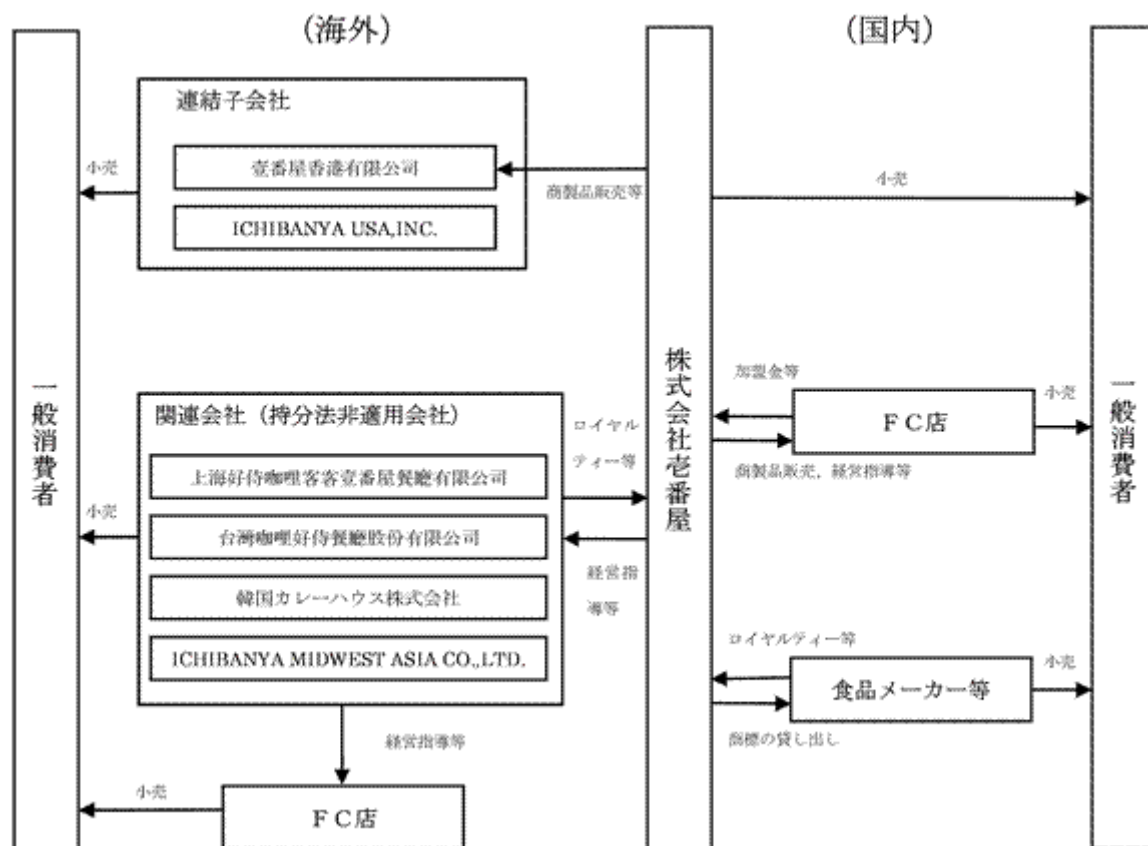 (海外)
(国内)
連結子会社
壹番屋香港有限公司
ICHIBANYA USA,INC.
小売
商製品販売等
小売
一般消費者
関連会社(持分法非適用会社)
上海好侍咖哩客客壹番屋餐廳有限公司
台灣咖哩好侍餐廳股份有限公司
韓国カレーハウス株式会社
ICHIBANYA MIDWEST ASIA CO.,LTD.
小売
ロイヤル
ティー等
経営指
導等
株式会社壱番屋
加盟金等
FC店
小売
商製品販売,経営指導等
一般消費者
ロイヤルティー等
食品メーカー等
小売
商標の貸し出し
経営指導等
小売
FC店